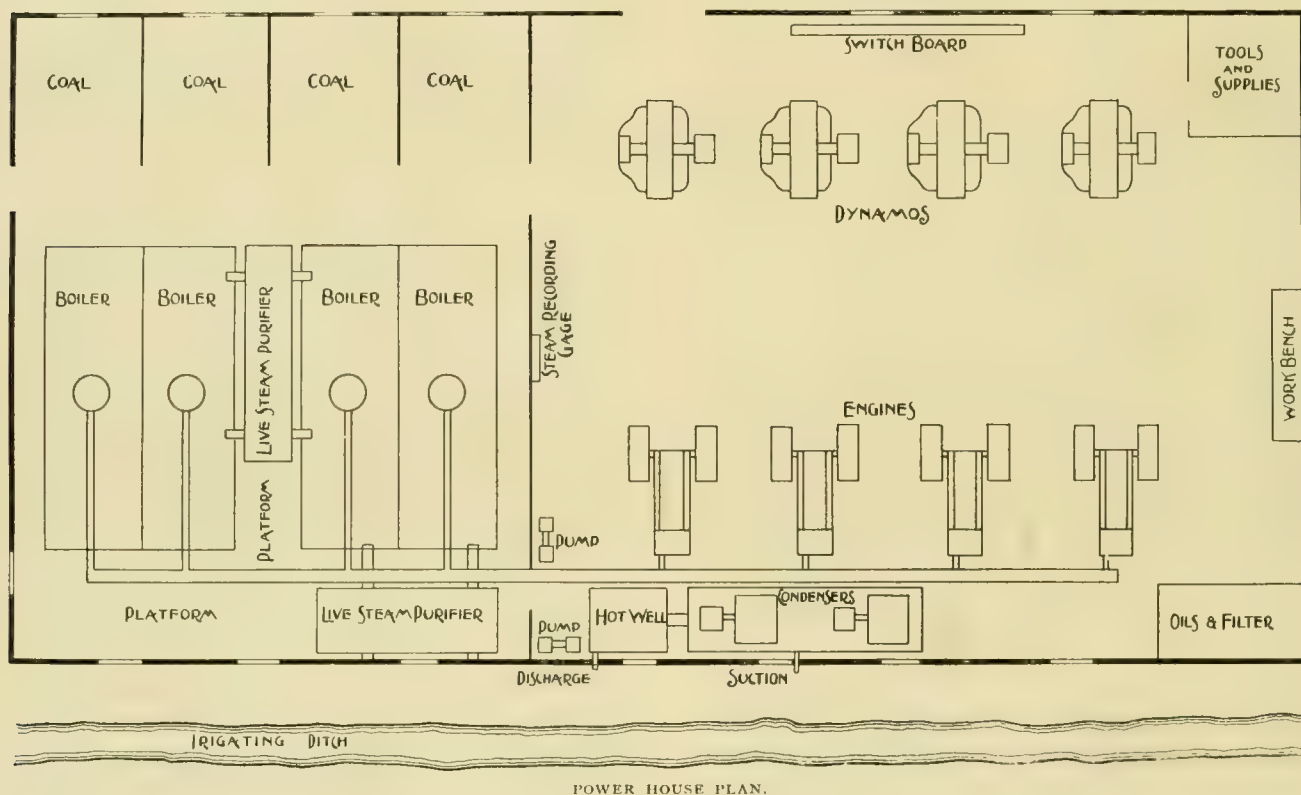 COAL
COAL
COAL
COAL
SWITCH BOARD
TOOLS
AND
SUPPLIES
DYNAMOS
BOILER
BOILER
LIVE STEAM PURIFIER
BOILER
BOILER
STEAM RECORDING
GAGE
WORK BENCH
ENGINES
PLATFORM
PUMP
PLATFORM
LIVE STEAM PURIFIER
PUMP
HOT WELL
CONDENSERS
OILS & FILTER
DISCHARGE
SUCTION
IRIGATING DITCH
POWER HOUSE PLAN.